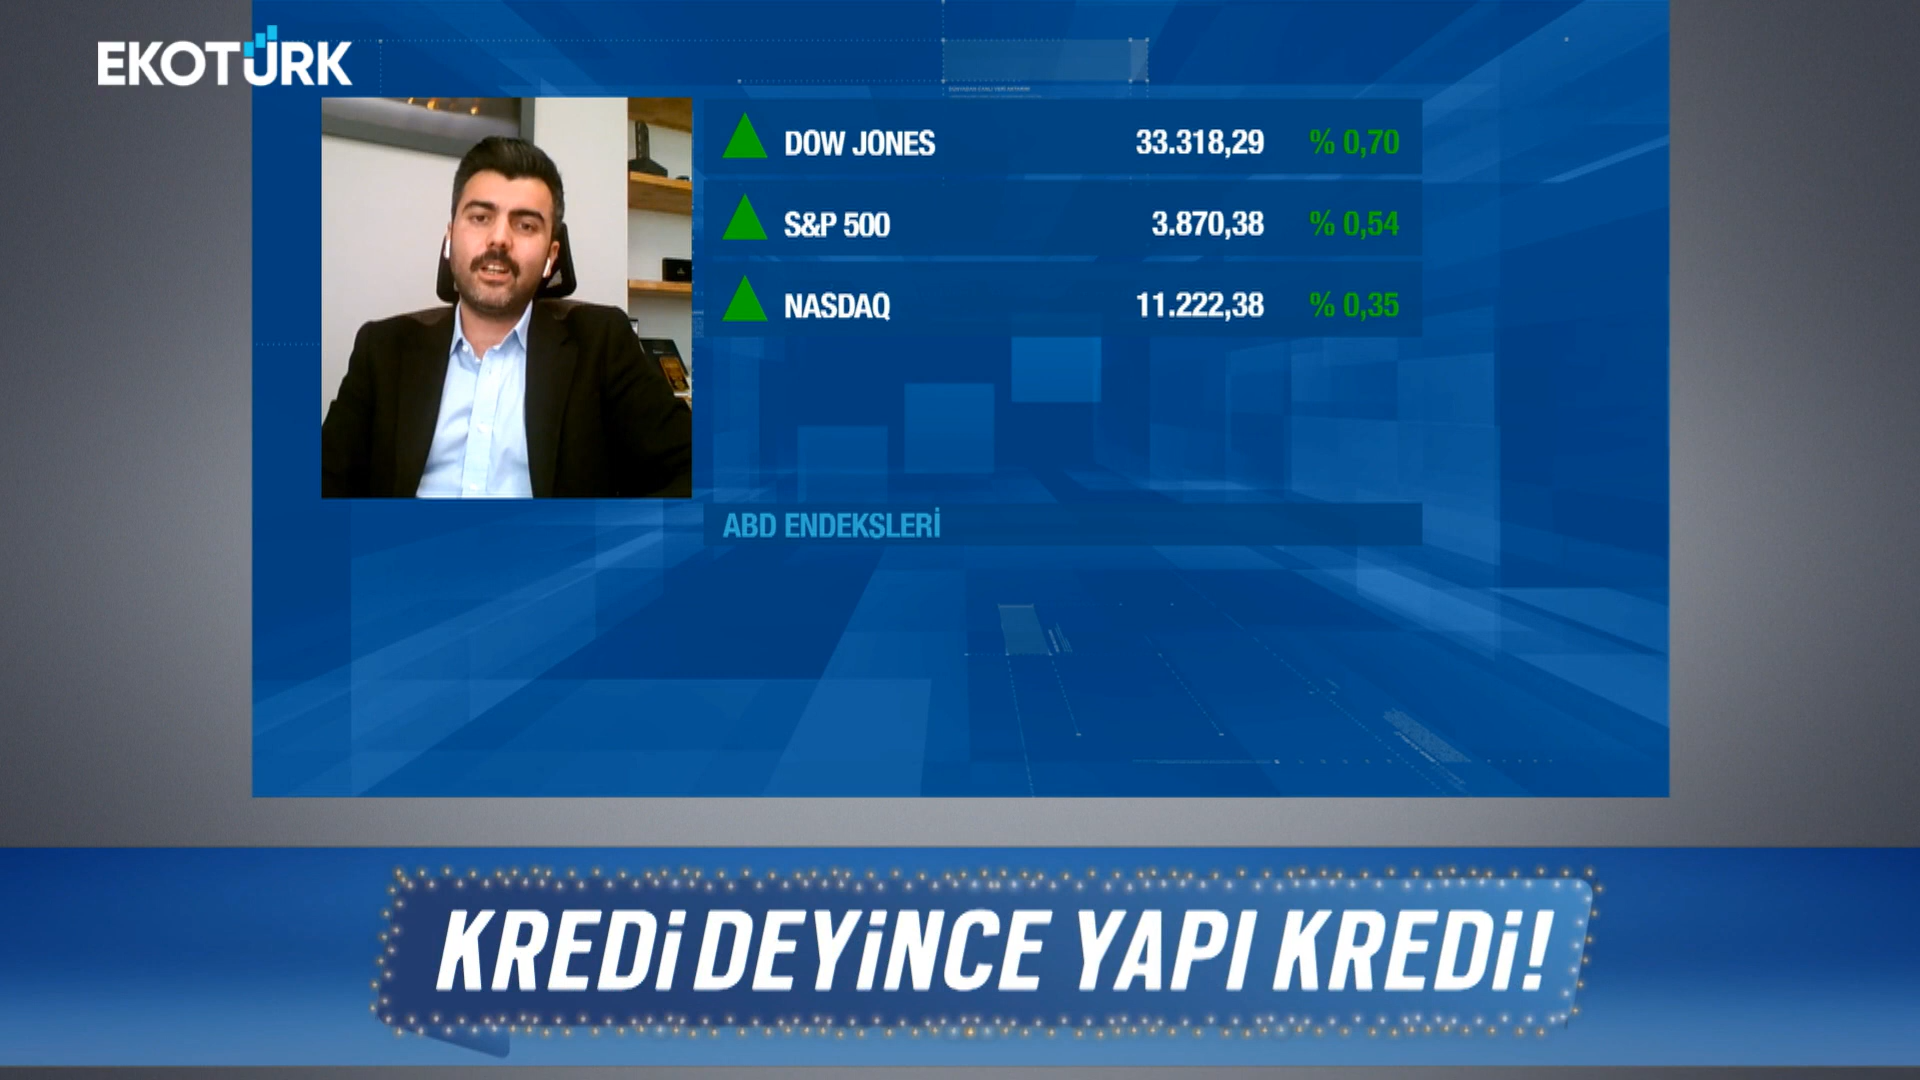 EKOTÜRK
DOW JONES 33.318,29 % 0,70
S&P 500 3.870,38 % 0,54
NASDAQ 11.222,38 % 0,35
ABD ENDEKSLERİ
KREDİ DEYİNCE YAPI KREDİ!